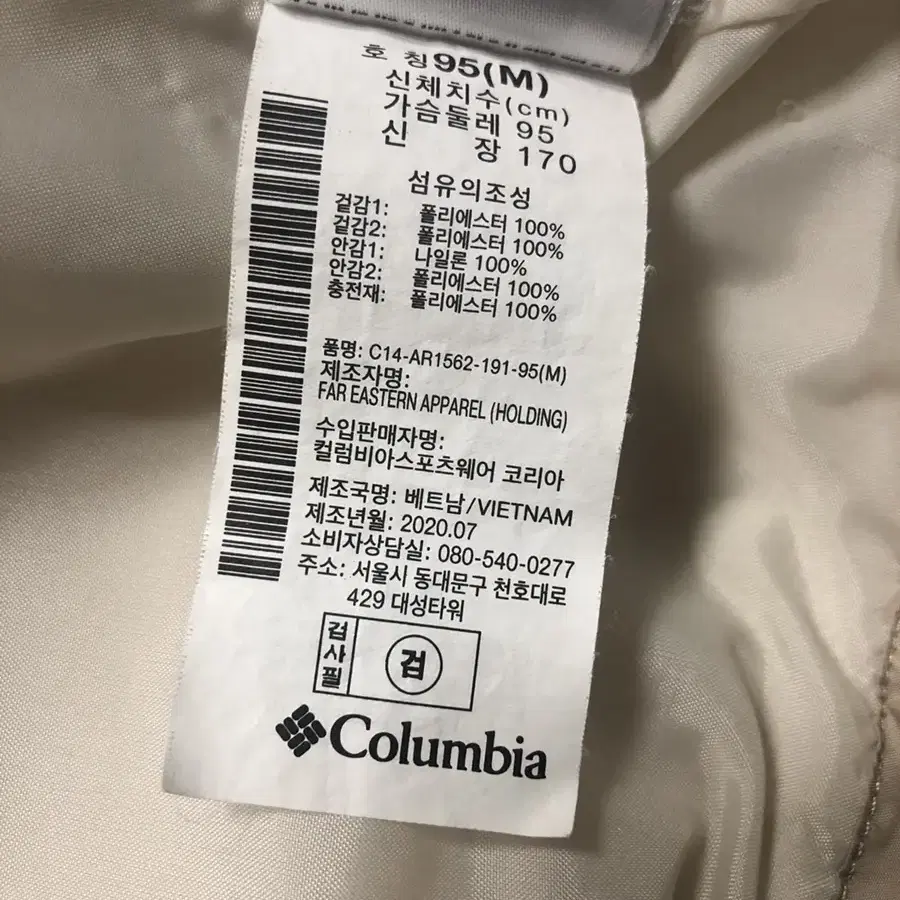 호 칭95(M)
신체치수(cm)
가슴둘레 95
신 장 170
섬유의조성
겉감1: 폴리에스터 100%
겉감2: 폴리에스터 100%
안감1: 나일론 100%
안감2: 폴리에스터 100%
충전재: 폴리에스터 100%
품명: C14-AR1562-191-95(M)
제조자명:
FAR EASTERN APPAREL (HOLDING)
수입판매자명:
컬럼비아스포츠웨어 코리아
제조국명: 베트남/VIETNAM
제조년월: 2020.07
소비자상담실: 080-540-0277
주소: 서울시 동대문구 천호대로
429 대성타워
검사필
검
Columbia